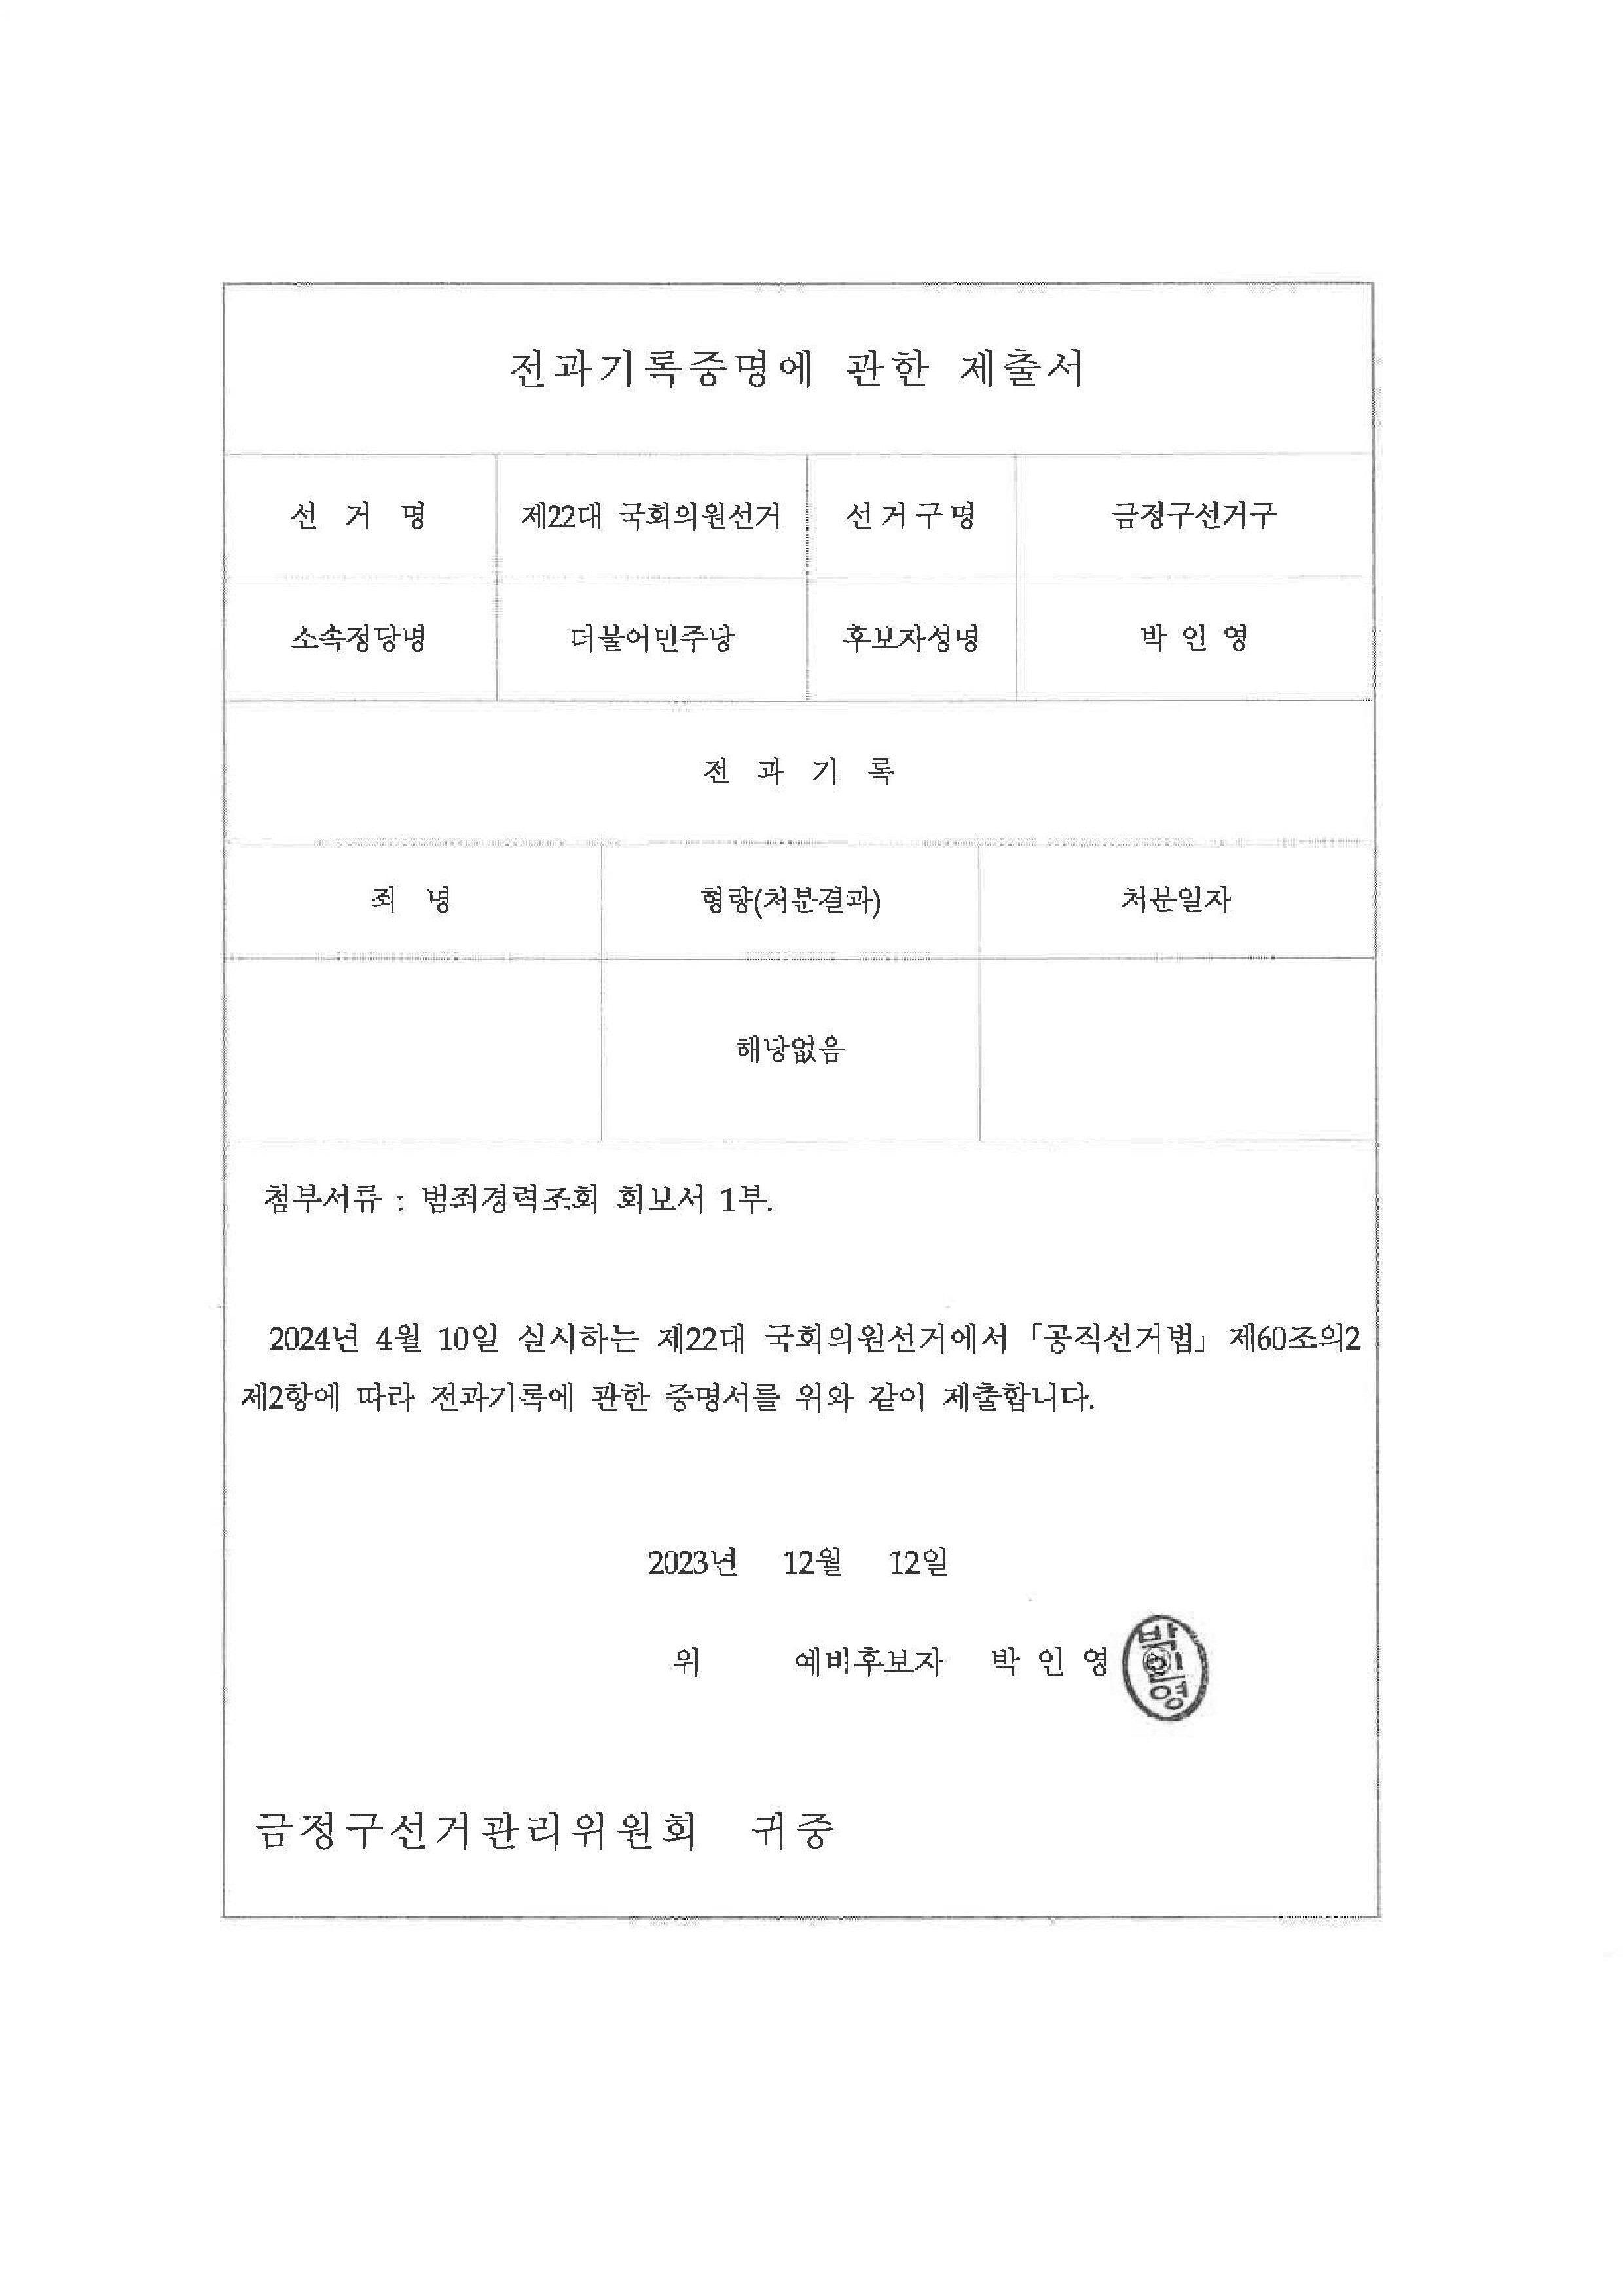 전과기록증명에 관한 제출서
선 거 명 제22대 국회의원선거 선거구명 금정구선거구
소속정당명 더불어민주당 후보자성명 박 인 영
전 과 기 록
죄 명 형량(처분결과) 처분일자
해당없음
첨부서류 : 범죄경력조회 회보서 1부.
2024년 4월 10일 실시하는 제22대 국회의원선거에서 「공직선거법」 제60조의2
제2항에 따라 전과기록에 관한 증명서를 위와 같이 제출합니다.
2023년 12월 12일
위 예비후보자 박 인 영
박인영
금정구선거관리위원회 귀중